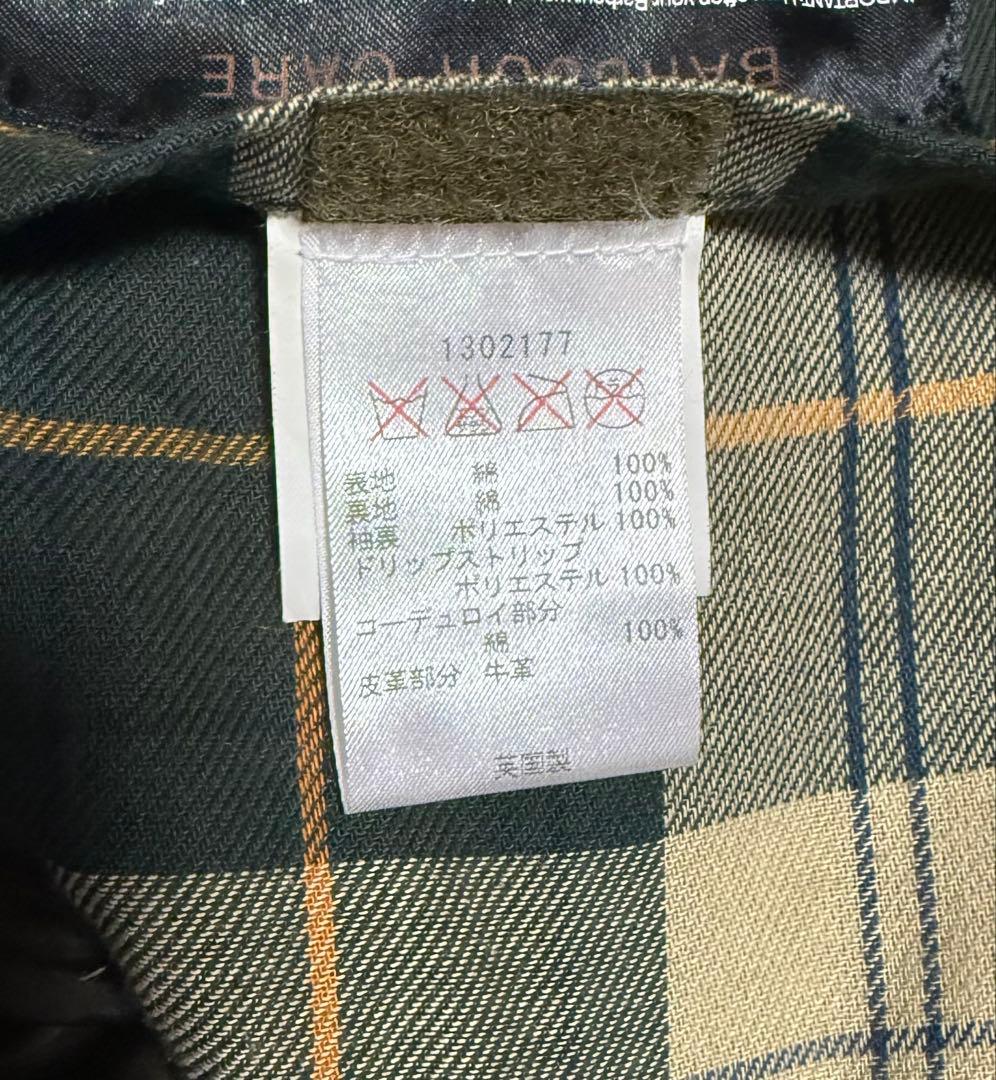 BARBOUR CARE
1302177
表地 綿 100%
裏地 綿 100%
袖裏 ポリエステル 100%
ドリップストリップ
ポリエステル 100%
コーデュロイ部分
綿 100%
皮革部分 牛革
英国製